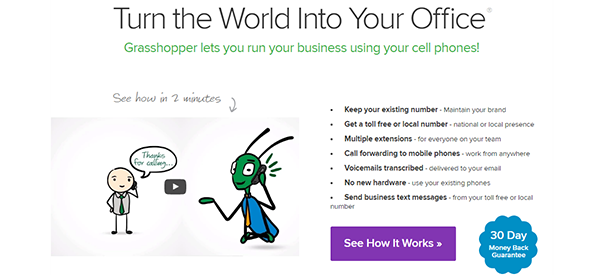 Turn the World Into Your Office®
Grasshopper lets you run your business using your cell phones!
See how in 2 minutes
Thanks
for calling...
• Keep your existing number - Maintain your brand
• Get a toll free or local number - national or local presence
• Multiple extensions - for everyone on your team
• Call forwarding to mobile phones - work from anywhere
• Voicemails transcribed - delivered to your email
• No new hardware - use your existing phones
• Send business text messages - from your toll free or local
number
See How It Works »
30 Day
Money Back
Guarantee